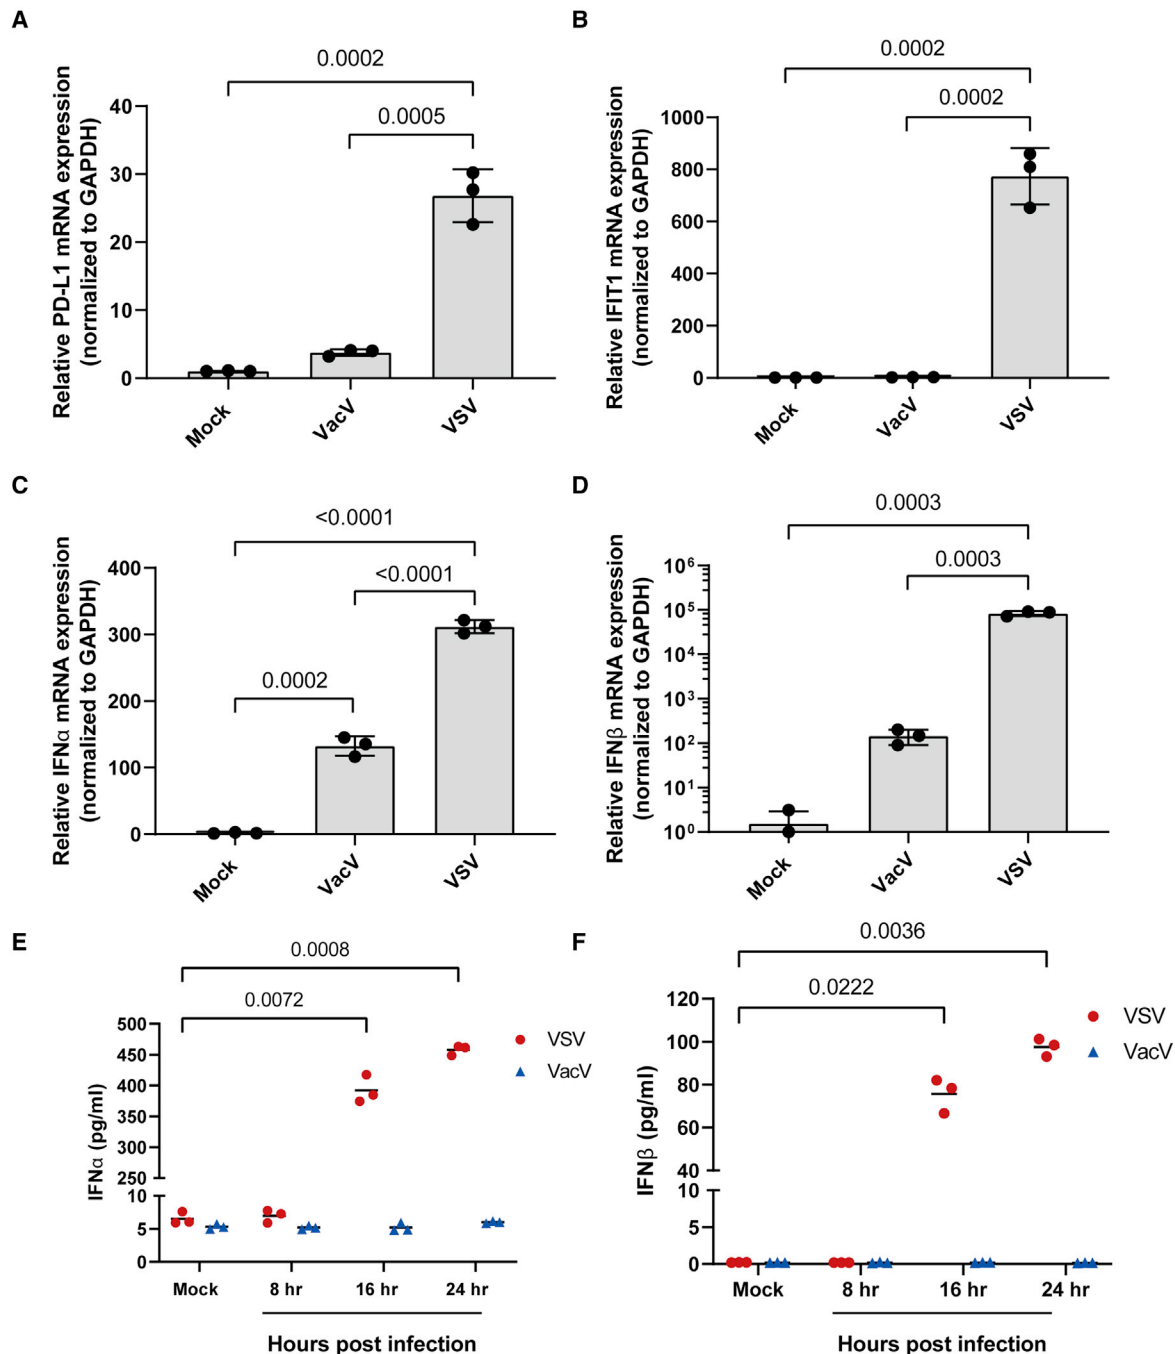 A
0.0002
0.0005
Relative PD-L1 mRNA expression
(normalized to GAPDH)
40
30
20
10
0
Mock
VacV
VSV
B
0.0002
0.0002
Relative IFIT1 mRNA expression
(normalized to GAPDH)
1000
800
600
400
200
0
Mock
VacV
VSV
C
<0.0001
<0.0001
0.0002
Relative IFNα mRNA expression
(normalized to GAPDH)
400
300
200
100
0
Mock
VacV
VSV
D
0.0003
0.0003
Relative IFNβ mRNA expression
(normalized to GAPDH)
10⁶
10⁵
10⁴
10³
10²
10¹
10⁰
Mock
VacV
VSV
E
0.0008
0.0072
IFNα (pg/ml)
500
450
400
350
300
250
10
5
0
VSV
VacV
Mock
8 hr
16 hr
24 hr
Hours post infection
F
0.0036
0.0222
IFNβ (pg/ml)
120
100
80
60
40
10
5
0
VSV
VacV
Mock
8 hr
16 hr
24 hr
Hours post infection